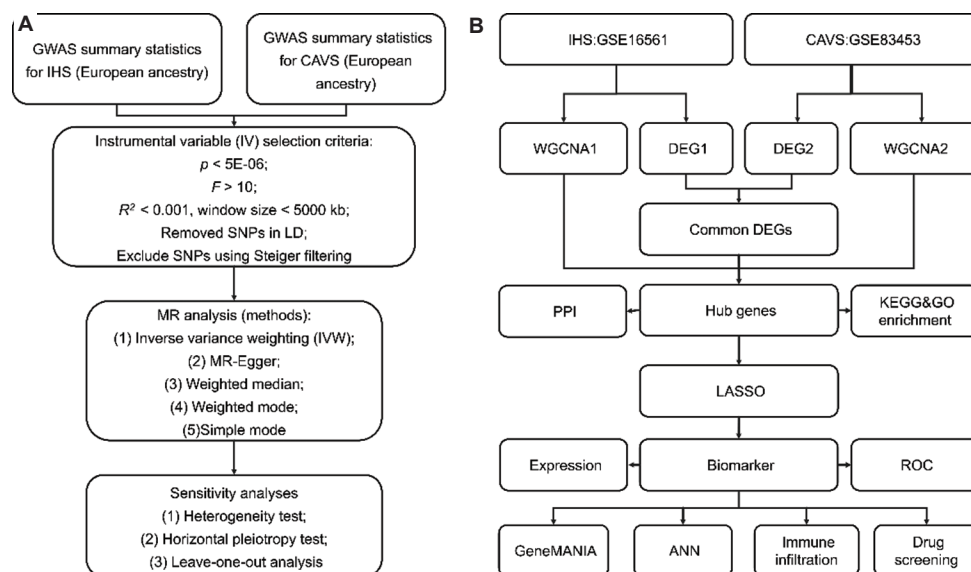 A
GWAS summary statistics
for IHS (European ancestry)
GWAS summary statistics
for CAVS (European
ancestry)
Instrumental variable (IV) selection criteria:
p < 5E-06;
F > 10;
R² < 0.001, window size < 5000 kb;
Removed SNPs in LD;
Exclude SNPs using Steiger filtering
MR analysis (methods):
(1) Inverse variance weighting (IVW);
(2) MR-Egger;
(3) Weighted median;
(4) Weighted mode;
(5)Simple mode
Sensitivity analyses
(1) Heterogeneity test;
(2) Horizontal pleiotropy test;
(3) Leave-one-out analysis
B
IHS:GSE16561
CAVS:GSE83453
WGCNA1
DEG1
DEG2
WGCNA2
Common DEGs
PPI
Hub genes
KEGG&GO
enrichment
LASSO
Expression
Biomarker
ROC
GeneMANIA
ANN
Immune
infiltration
Drug
screening